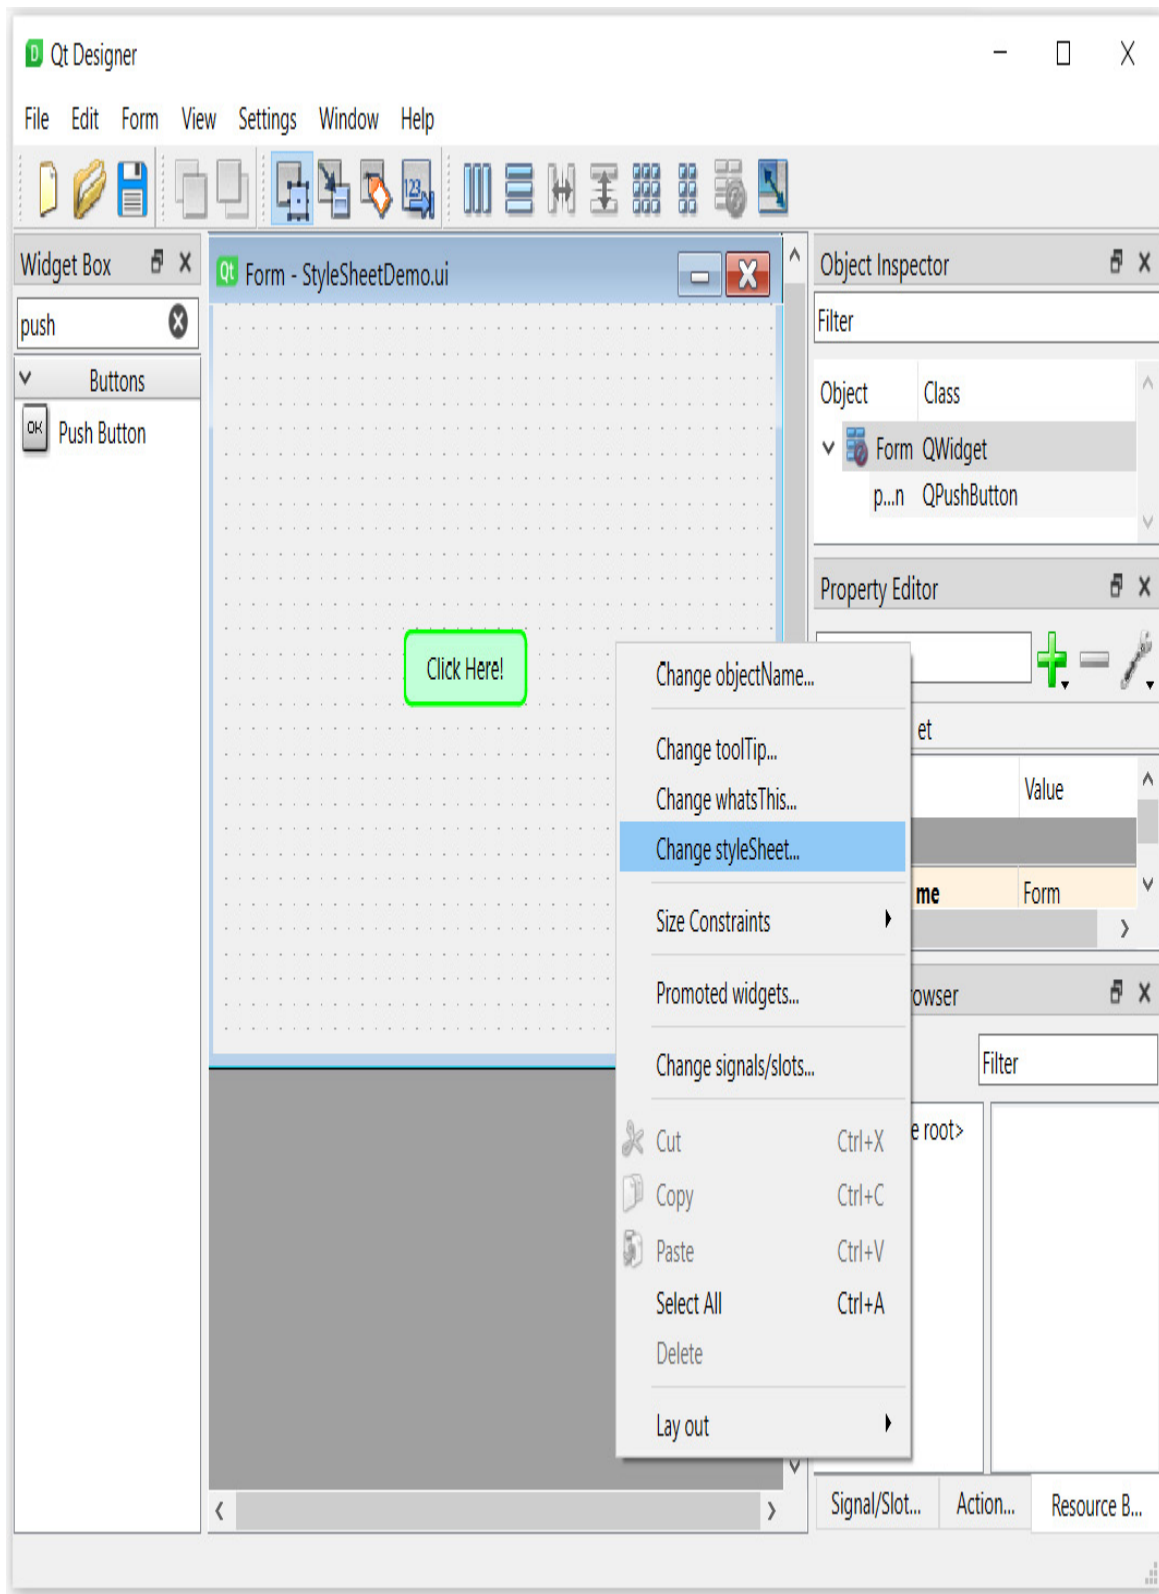 Qt Designer
File Edit Form View Settings Window Help
123
Widget Box
push
Buttons
OK Push Button
Qt Form - StyleSheetDemo.ui
Click Here!
Change objectName...
Change toolTip...
Change whatsThis...
Change styleSheet...
Size Constraints
Promoted widgets...
Change signals/slots...
Cut Ctrl+X
Copy Ctrl+C
Paste Ctrl+V
Select All Ctrl+A
Delete
Lay out
Object Inspector
Filter
Object Class
Form QWidget
p...n QPushButton
Property Editor
et
Value
me Form
owser
Filter
e root>
Signal/Slot... Action... Resource B...